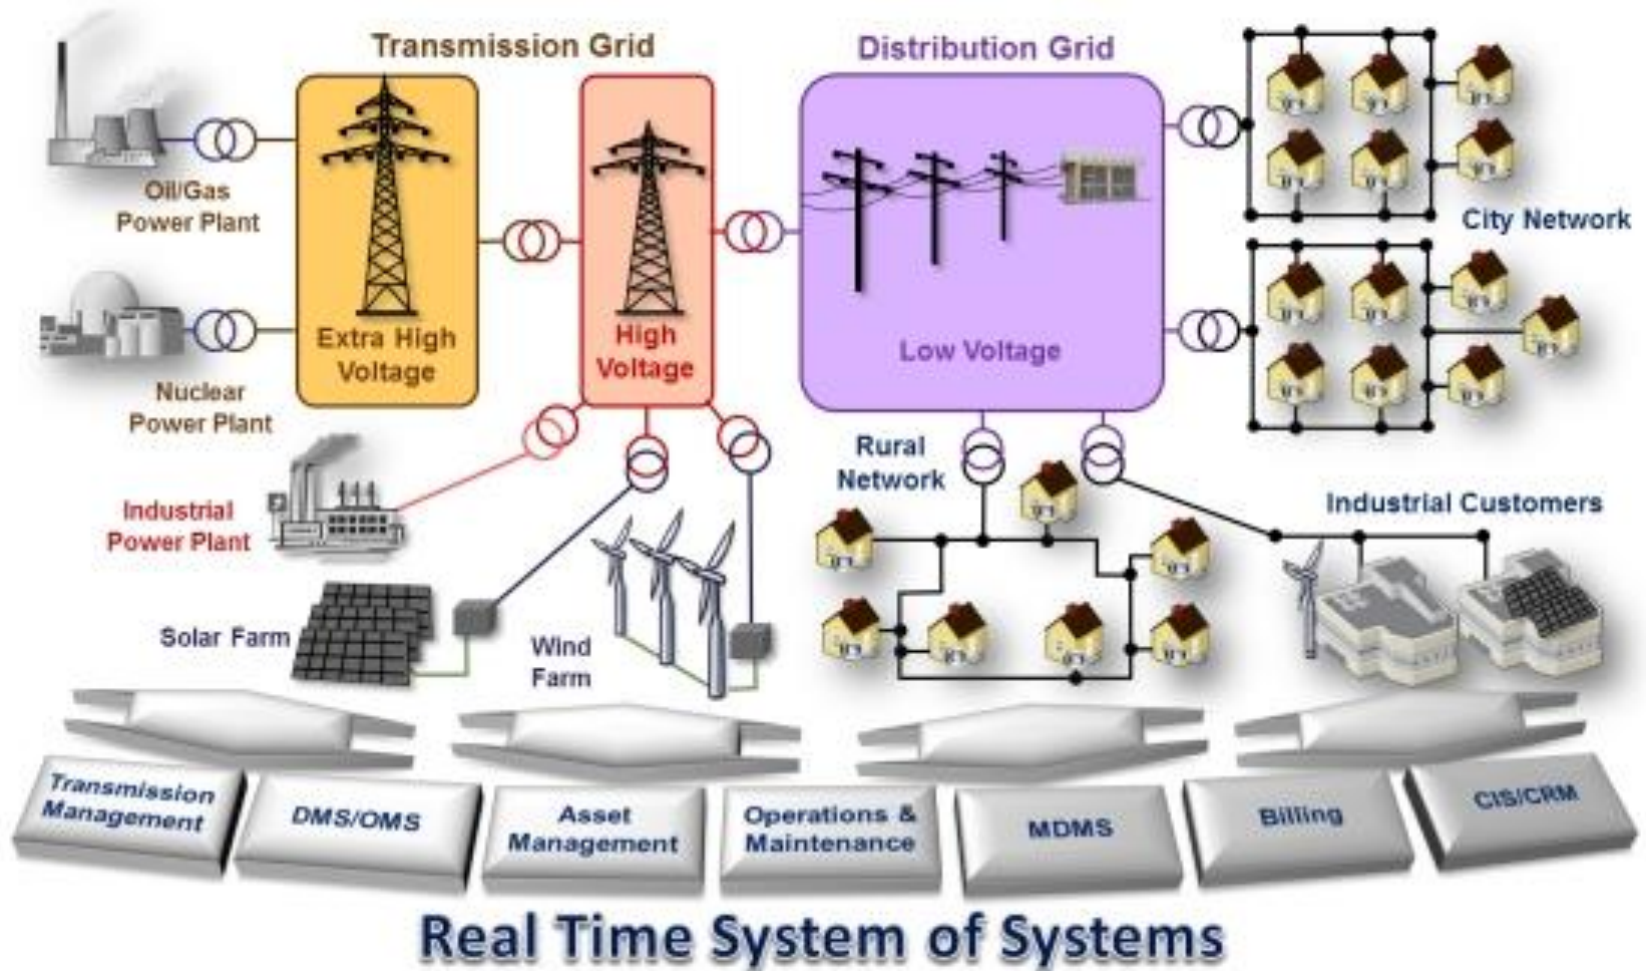 Transmission Grid
Distribution Grid
Oil/Gas
Power Plant
Extra High
Voltage
High
Voltage
Low Voltage
City Network
Nuclear
Power Plant
Industrial
Power Plant
Solar Farm
Wind
Farm
Rural
Network
Industrial Customers
Transmission
Management
DMS/OMS
Asset
Management
Operations &
Maintenance
MDMS
Billing
CIS/CRM
Real Time System of Systems